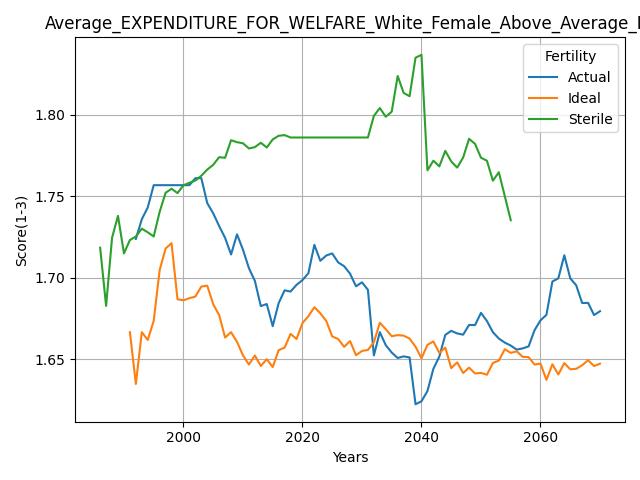 Average_EXPENDITURE_FOR_WELFARE_White_Female_Above_Average_
Fertility
Actual
Ideal
Sterile
Score(1-3)
1.80
1.75
1.70
1.65
2000
2020
2040
2060
Years